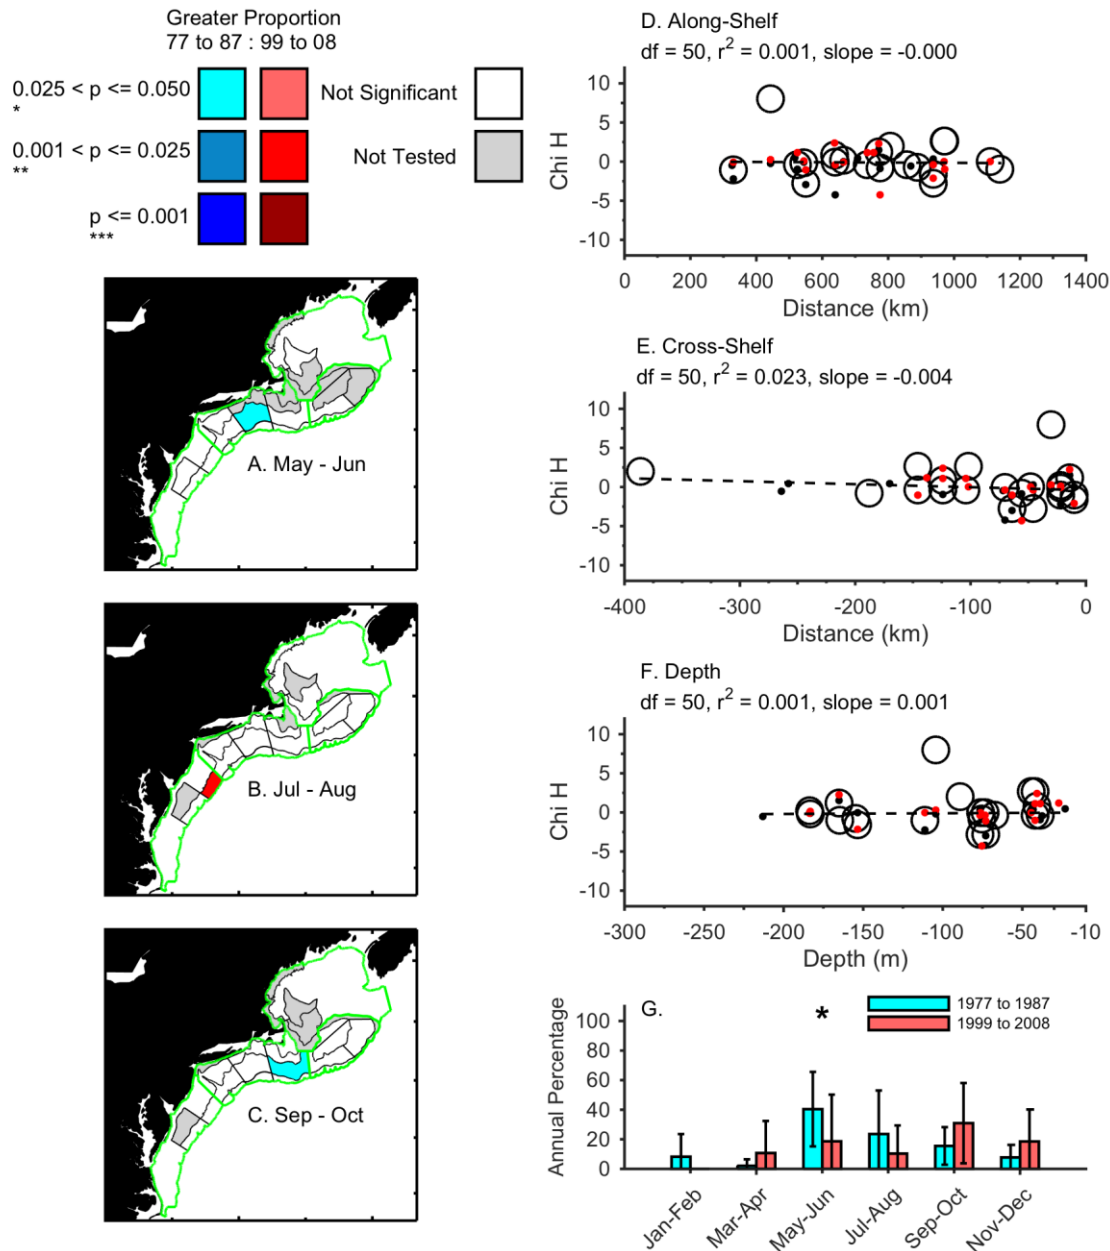 Greater Proportion
77 to 87 : 99 to 08
0.025 < p <= 0.050
*
Not Significant
0.001 < p <= 0.025
**
Not Tested
p <= 0.001
***
A. May - Jun
B. Jul - Aug
C. Sep - Oct
D. Along-Shelf
df = 50, r² = 0.001, slope = -0.000
10
5
0
-5
-10
Chi H
0 200 400 600 800 1000 1200 1400
Distance (km)
E. Cross-Shelf
df = 50, r² = 0.023, slope = -0.004
10
5
0
-5
-10
Chi H
-400 -300 -200 -100 0
Distance (km)
F. Depth
df = 50, r² = 0.001, slope = 0.001
10
5
0
-5
-10
Chi H
-300 -250 -200 -150 -100 -50 -10
Depth (m)
G.
*
1977 to 1987
1999 to 2008
100
80
60
40
20
0
Annual Percentage
Jan-Feb Mar-Apr May-Jun Jul-Aug Sep-Oct Nov-Dec